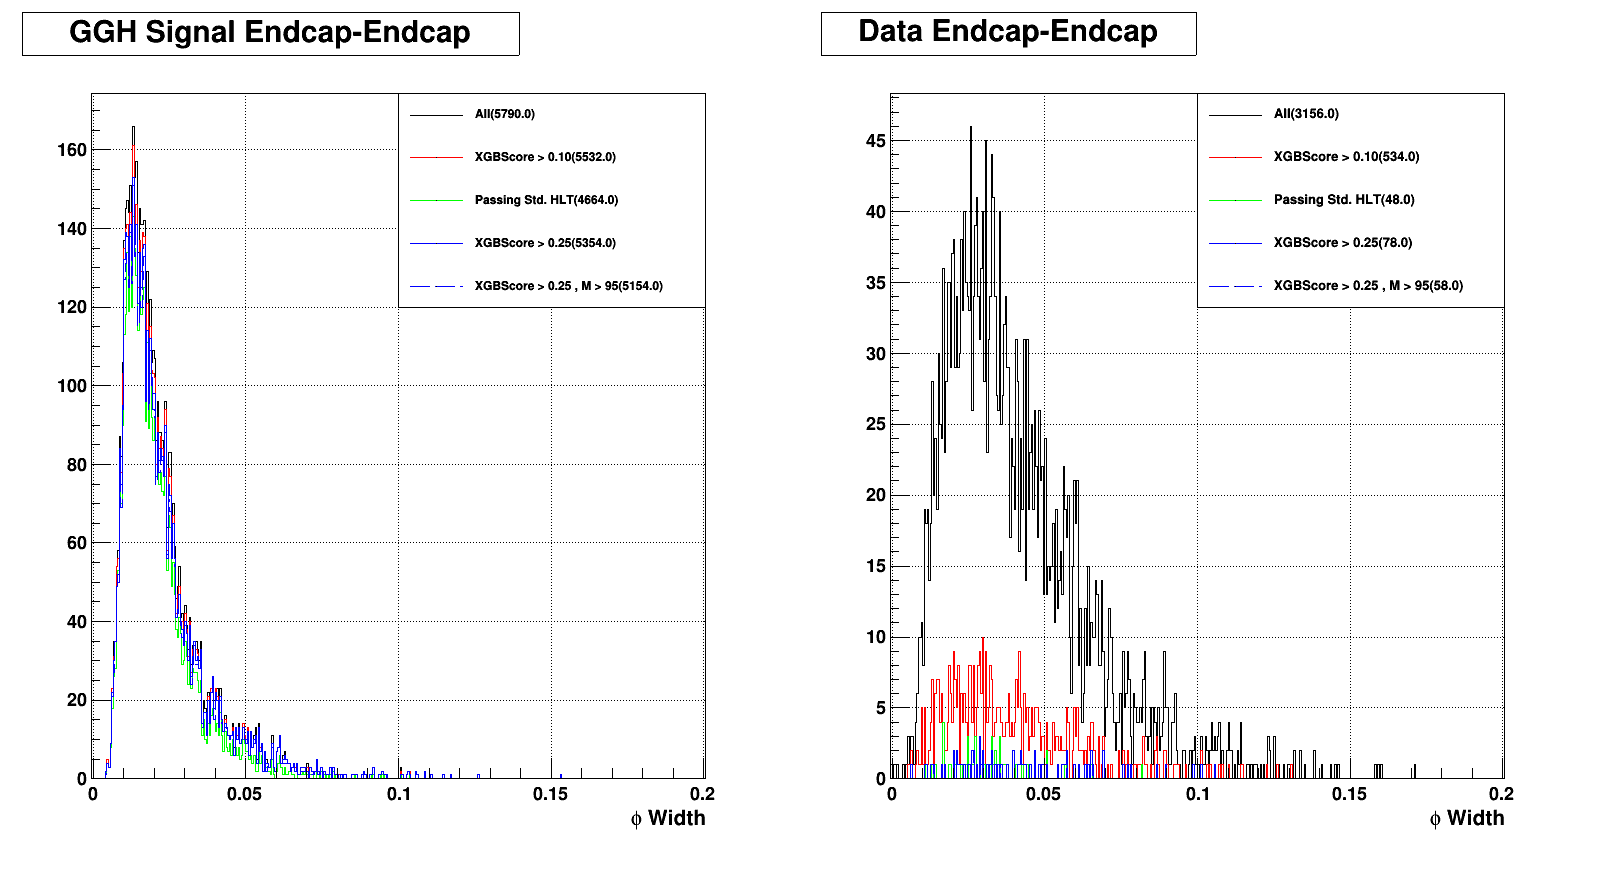 GGH Signal Endcap-Endcap
All(5790.0)
XGBScore > 0.10(5532.0)
Passing Std. HLT(4664.0)
XGBScore > 0.25(5354.0)
XGBScore > 0.25 , M > 95(5154.0)
160
140
120
100
80
60
40
20
0
0 0.05 0.1 0.15 0.2
ϕ Width
Data Endcap-Endcap
All(3156.0)
XGBScore > 0.10(534.0)
Passing Std. HLT(48.0)
XGBScore > 0.25(78.0)
XGBScore > 0.25 , M > 95(58.0)
45
40
35
30
25
20
15
10
5
0
0 0.05 0.1 0.15 0.2
ϕ Width